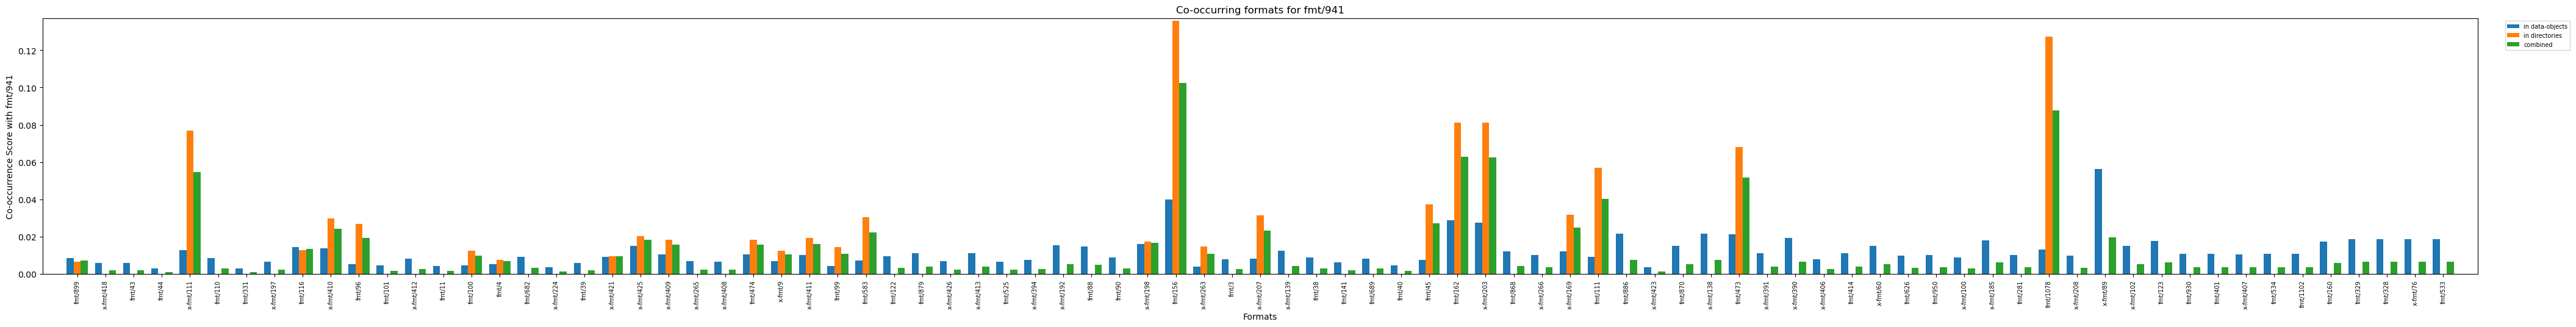 Co-occurring formats for fmt/941
in data-objects
in directories
combined
Co-occurrence Score with fmt/941
0.12
0.10
0.08
0.06
0.04
0.02
0.00
fmt/899
x-fmt/418
fmt/43
fmt/44
x-fmt/111
fmt/110
fmt/331
x-fmt/197
fmt/116
x-fmt/410
fmt/96
fmt/101
x-fmt/412
fmt/11
fmt/100
fmt/4
fmt/682
x-fmt/224
fmt/39
x-fmt/421
x-fmt/425
x-fmt/409
x-fmt/265
x-fmt/408
fmt/474
x-fmt/9
x-fmt/411
fmt/99
fmt/583
fmt/122
fmt/879
x-fmt/426
x-fmt/413
fmt/525
x-fmt/394
x-fmt/192
fmt/88
fmt/90
x-fmt/198
fmt/156
x-fmt/263
fmt/3
x-fmt/207
x-fmt/139
fmt/38
fmt/141
fmt/689
fmt/40
fmt/45
fmt/162
x-fmt/203
fmt/868
x-fmt/266
x-fmt/169
fmt/111
fmt/886
x-fmt/423
fmt/870
x-fmt/138
fmt/473
x-fmt/391
x-fmt/390
x-fmt/406
fmt/414
x-fmt/60
fmt/626
fmt/950
x-fmt/100
x-fmt/185
fmt/281
fmt/1078
x-fmt/208
x-fmt/89
x-fmt/102
fmt/123
fmt/930
fmt/401
x-fmt/407
fmt/534
fmt/1102
fmt/160
fmt/329
fmt/328
x-fmt/76
fmt/533
Formats